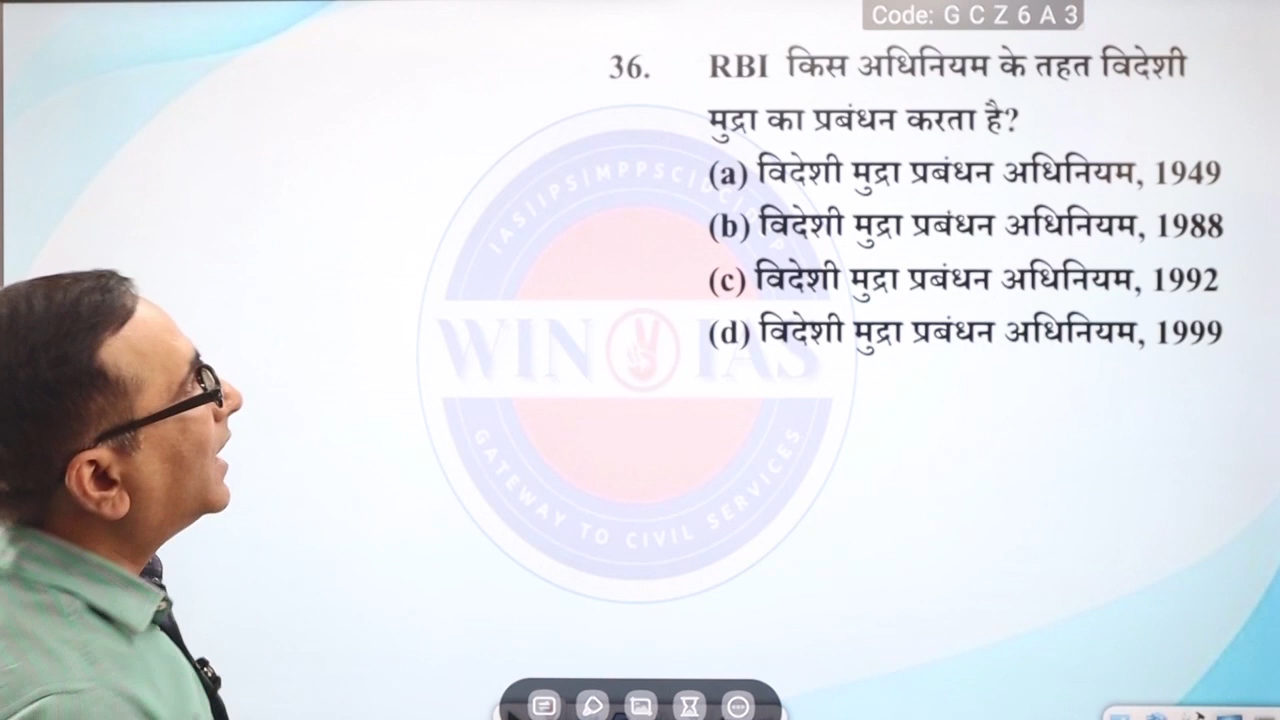 Code: G C Z 6 A 3
36. RBI किस अधिनियम के तहत विदेशी
मुद्रा का प्रबंधन करता है?
(a) विदेशी मुद्रा प्रबंधन अधिनियम, 1949
(b) विदेशी मुद्रा प्रबंधन अधिनियम, 1988
(c) विदेशी मुद्रा प्रबंधन अधिनियम, 1992
(d) विदेशी मुद्रा प्रबंधन अधिनियम, 1999
WIN IAS
GATEWAY TO CIVIL SERVICES